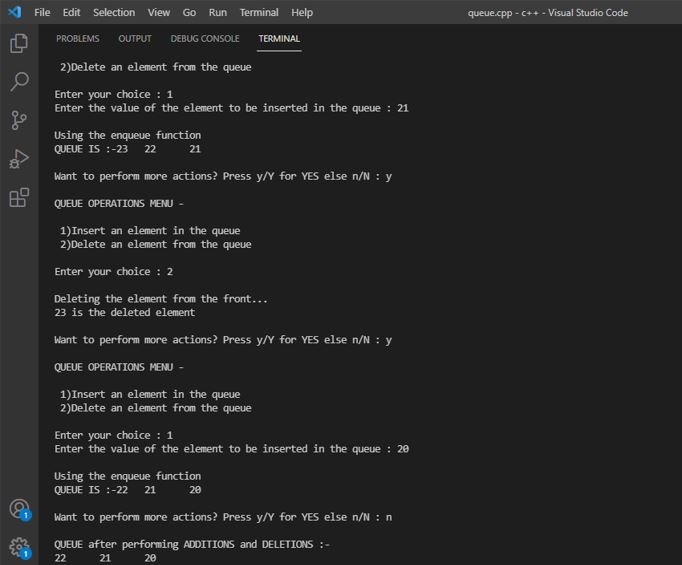 File Edit Selection View Go Run Terminal Help queue.cpp - c++ - Visual Studio Code
PROBLEMS OUTPUT DEBUG CONSOLE TERMINAL
2)Delete an element from the queue
Enter your choice : 1
Enter the value of the element to be inserted in the queue : 21
Using the enqueue function
QUEUE IS :-23 22 21
Want to perform more actions? Press y/Y for YES else n/N : y
QUEUE OPERATIONS MENU -
1)Insert an element in the queue
2)Delete an element from the queue
Enter your choice : 2
Deleting the element from the front...
23 is the deleted element
Want to perform more actions? Press y/Y for YES else n/N : y
QUEUE OPERATIONS MENU -
1)Insert an element in the queue
2)Delete an element from the queue
Enter your choice : 1
Enter the value of the element to be inserted in the queue : 20
Using the enqueue function
QUEUE IS :-22 21 20
Want to perform more actions? Press y/Y for YES else n/N : n
QUEUE after performing ADDITIONS and DELETIONS :-
22 21 20
1
1